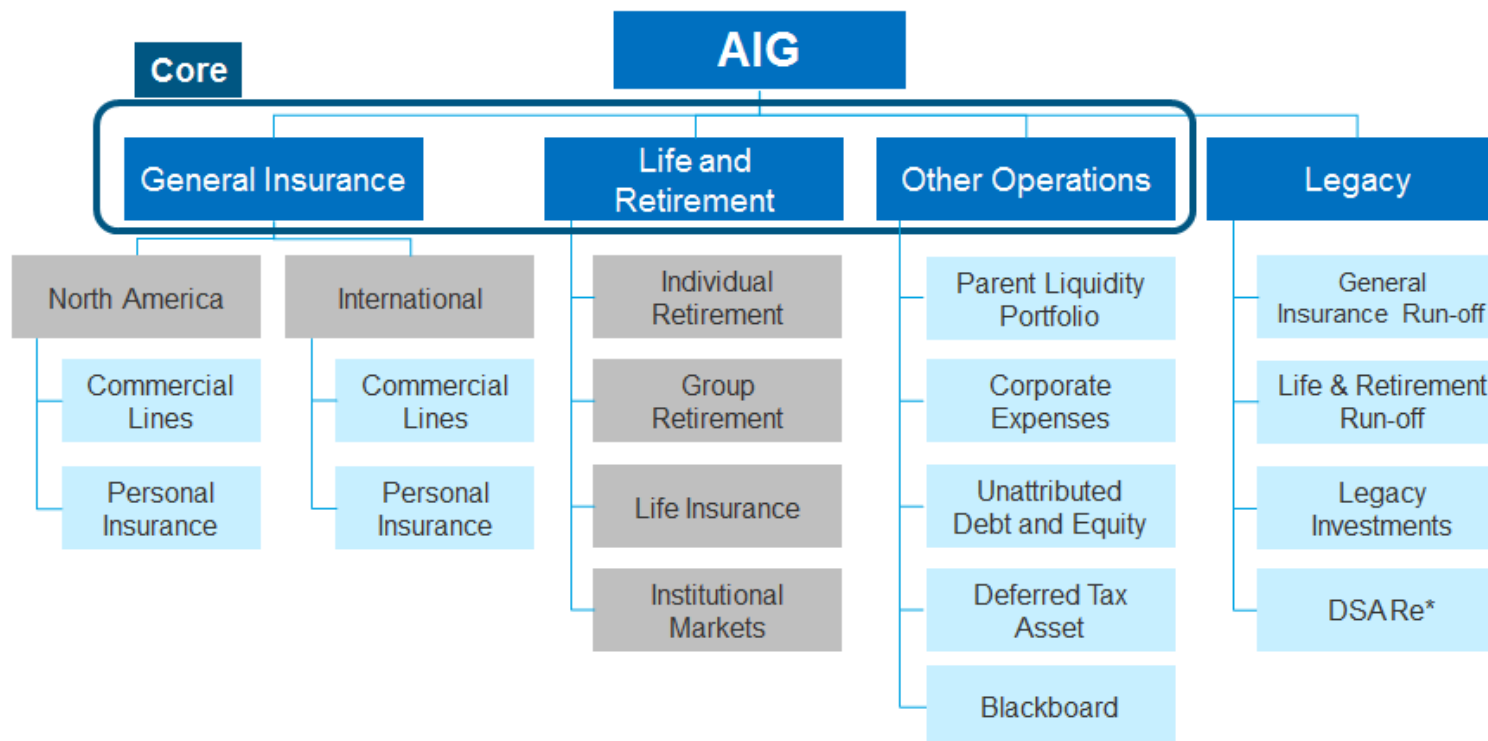 AIG
Core
General Insurance
Life and
Retirement
Other Operations
Legacy
North America
Commercial
Lines
Personal
Insurance
International
Commercial
Lines
Personal
Insurance
Individual
Retirement
Group
Retirement
Life Insurance
Institutional
Markets
Parent Liquidity
Portfolio
Corporate
Expenses
Unattributed
Debt and Equity
Deferred Tax
Asset
Blackboard
General
Insurance Run-off
Life & Retirement
Run-off
Legacy
Investments
DSA Re*